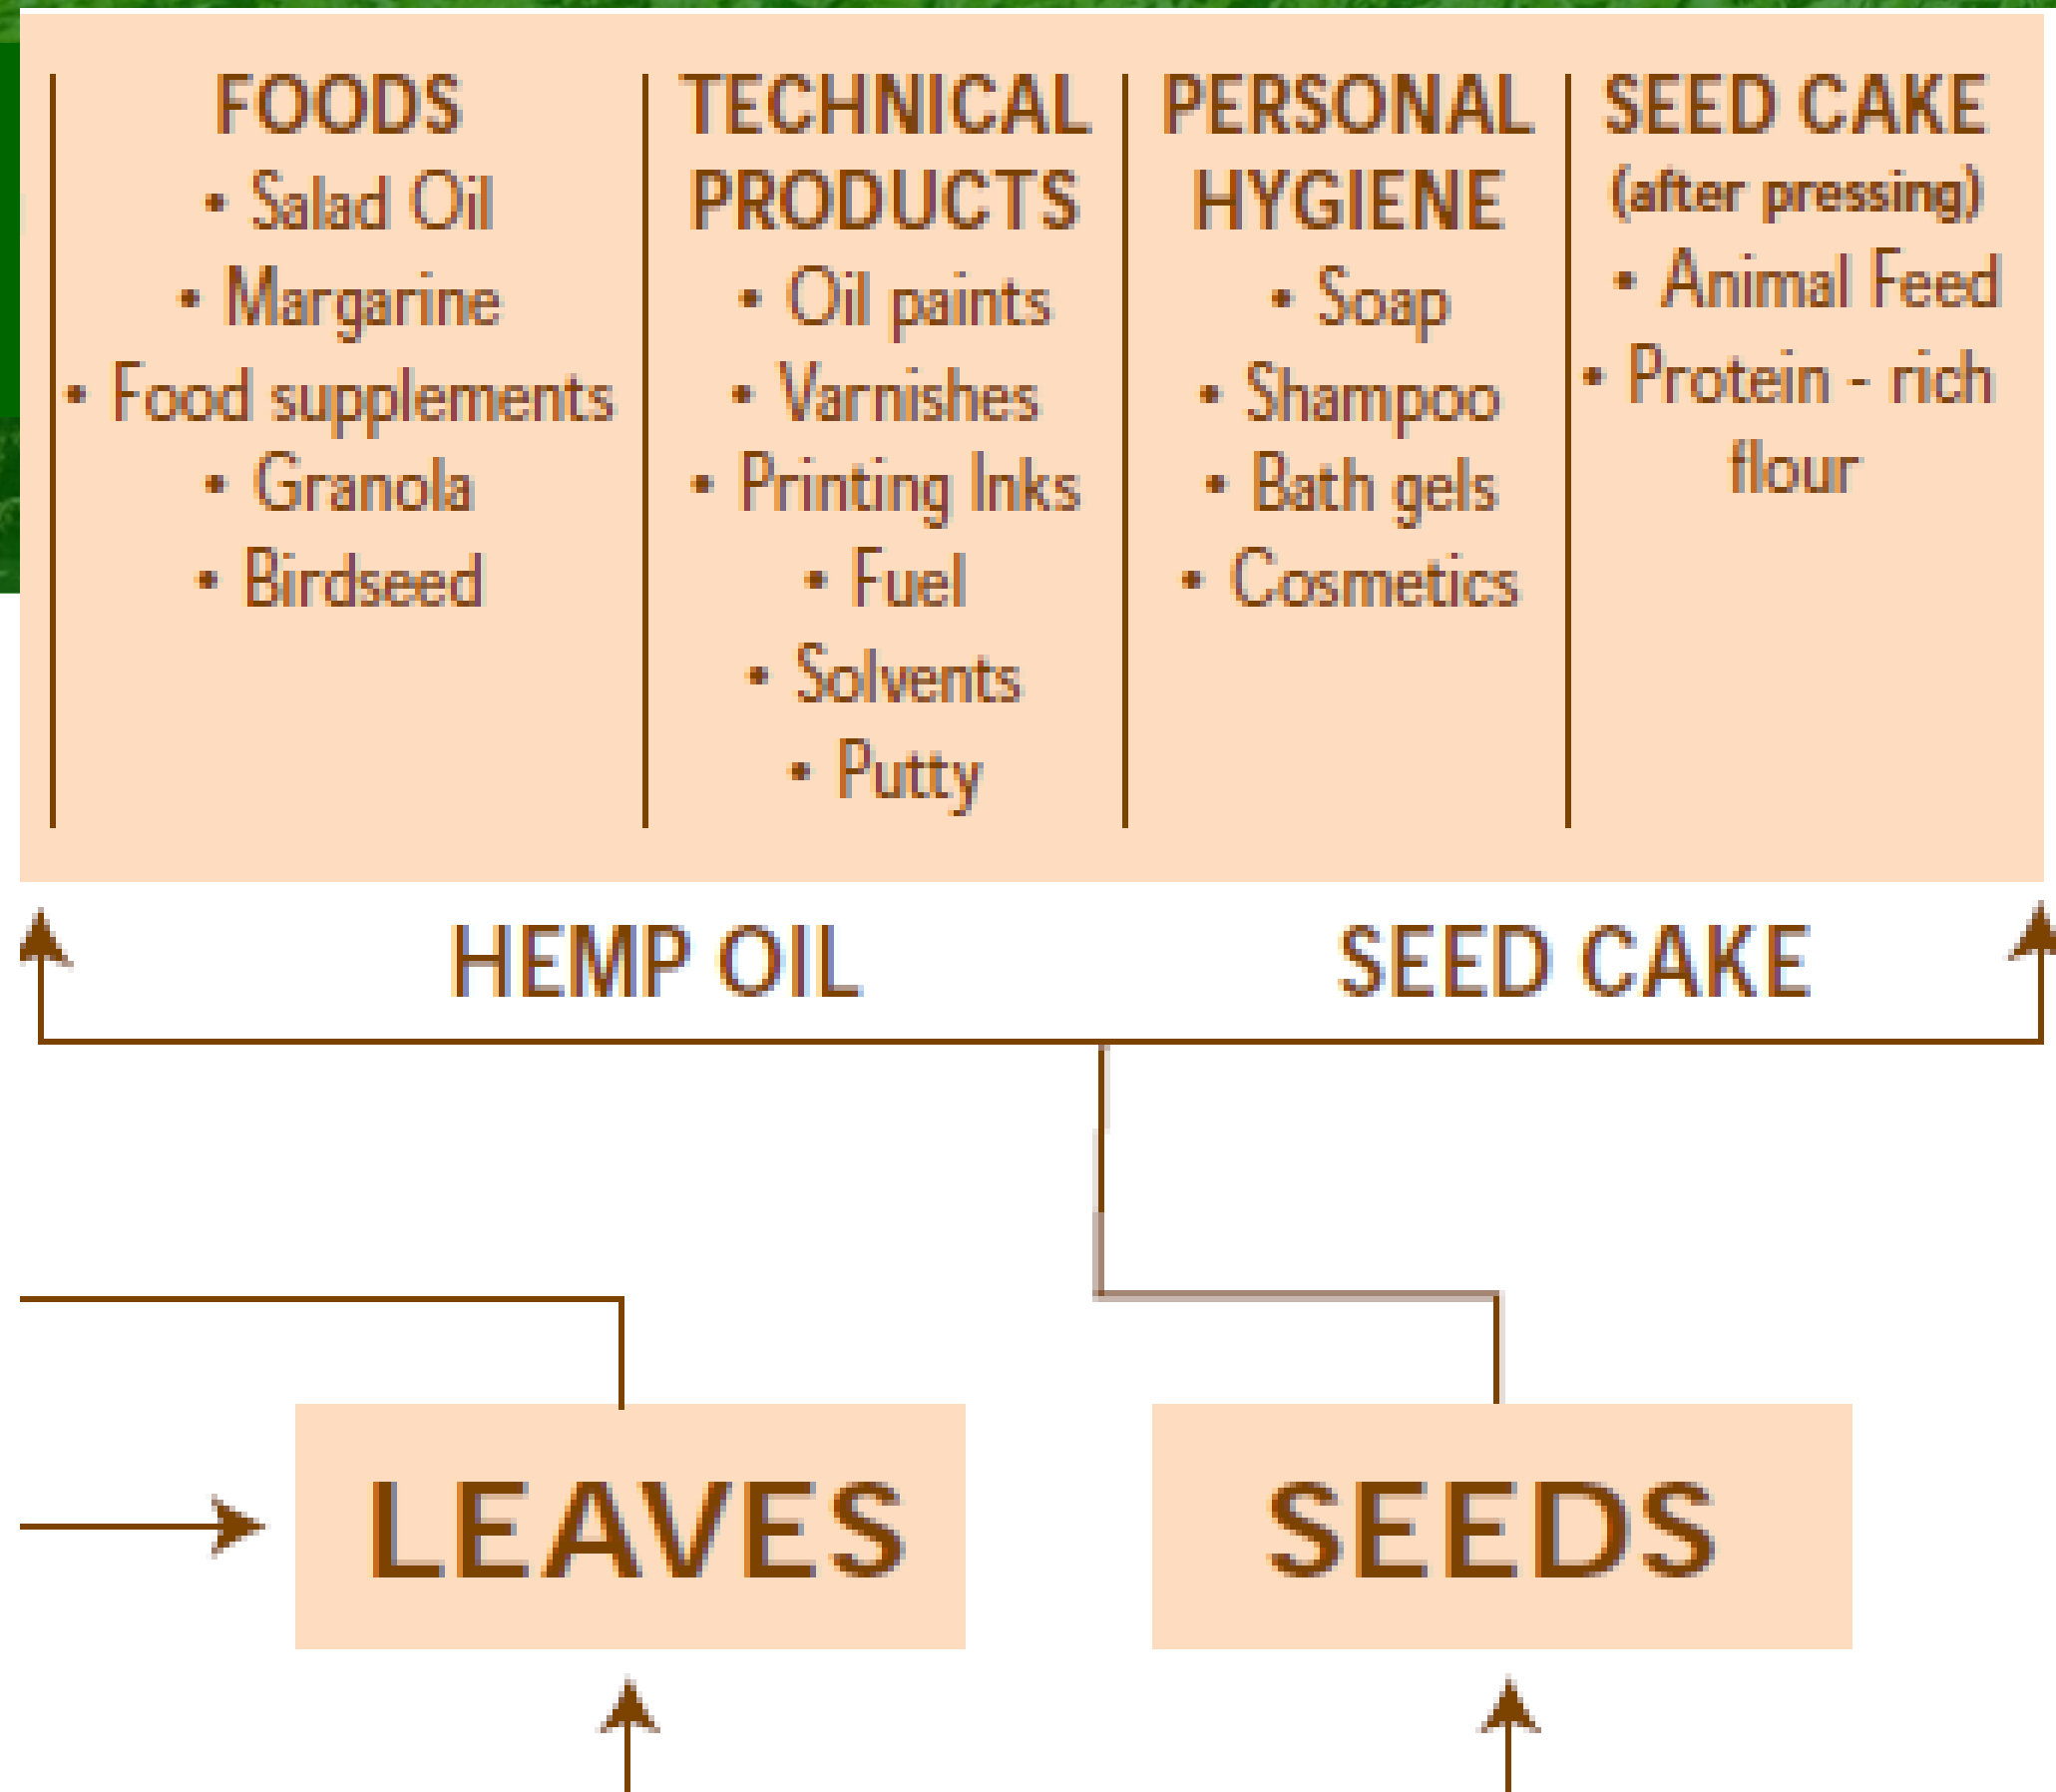 FOODS
• Salad Oil
• Margarine
• Food supplements
• Granola
• Birdseed
TECHNICAL
PRODUCTS
• Oil paints
• Varnishes
• Printing Inks
• Fuel
• Solvents
• Putty
PERSONAL
HYGIENE
• Soap
• Shampoo
• Bath gels
• Cosmetics
SEED CAKE
(after pressing)
• Animal Feed
• Protein - rich
flour
HEMP OIL
SEED CAKE
LEAVES
SEEDS